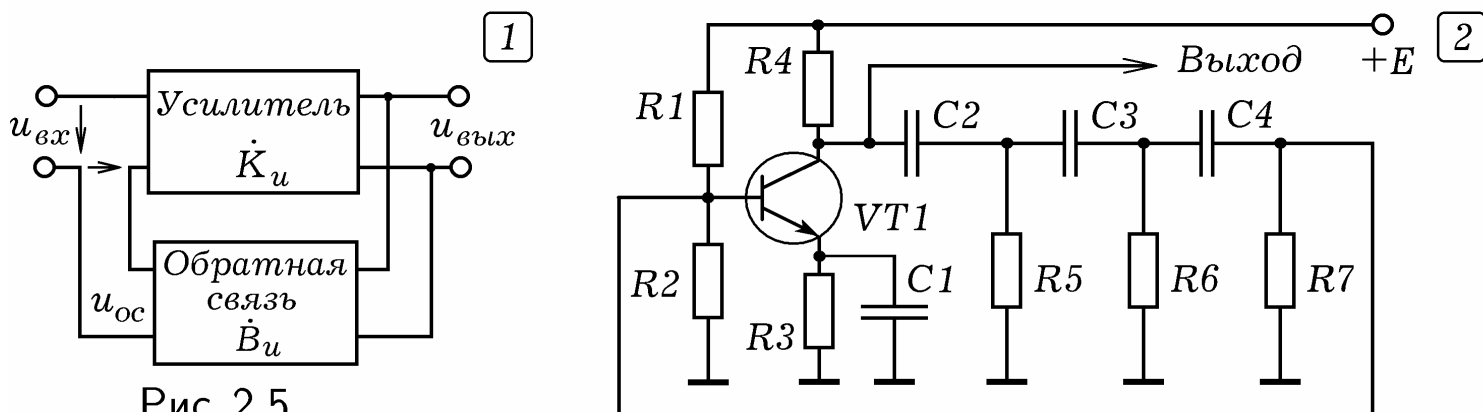 1
Усилитель
K̇u
uвх
uвых
Обратная
связь
Ḃu
uос
Рис. 2.5
2
+E
Выход
R4
R1
C2
C3
C4
VT1
R2
R3
C1
R5
R6
R7